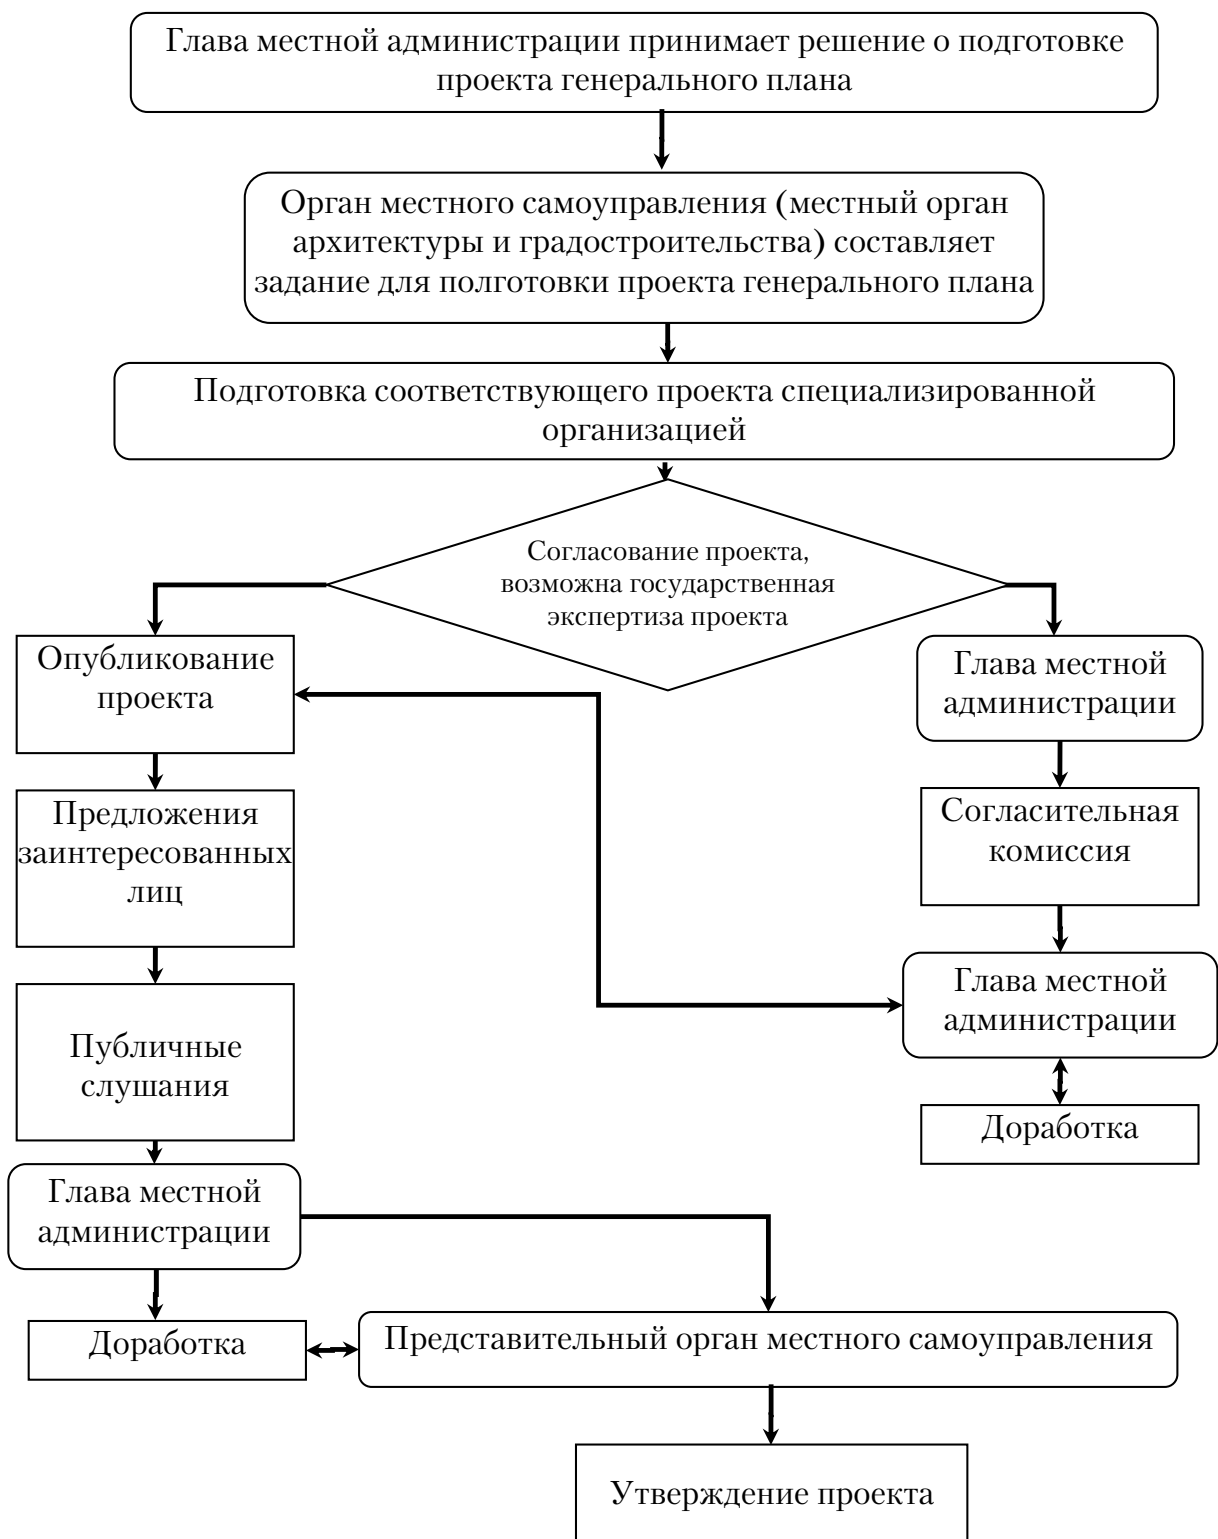 Глава местной администрации принимает решение о подготовке
проекта генерального плана
Орган местного самоуправления (местный орган
архитектуры и градостроительства) составляет
задание для полготовки проекта генерального плана
Подготовка соответствующего проекта специализированной
организацией
Согласование проекта,
возможна государственная
экспертиза проекта
Опубликование
проекта
Предложения
заинтересованных
лиц
Публичные
слушания
Глава местной
администрации
Доработка
Глава местной
администрации
Согласительная
комиссия
Глава местной
администрации
Доработка
Представительный орган местного самоуправления
Утверждение проекта